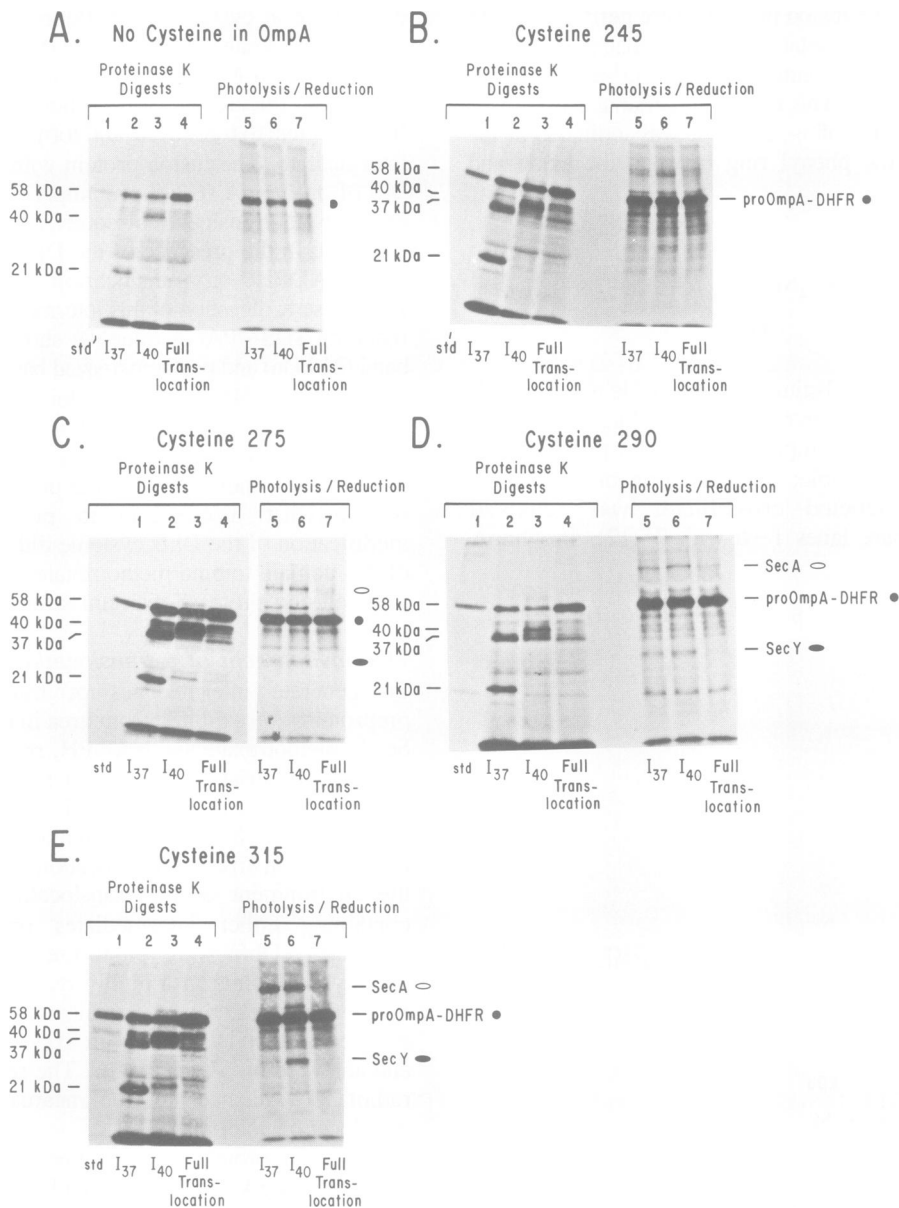 A. No Cysteine in OmpA
Proteinase K
Digests
Photolysis / Reduction
1 2 3 4 5 6 7
58 kDa
40 kDa
21 kDa
std' I37 I40 Full
Trans-
location
I37 I40 Full
Trans-
location
B. Cysteine 245
Proteinase K
Digests
Photolysis / Reduction
1 2 3 4 5 6 7
58 kDa
40 kDa
37 kDa
21 kDa
proOmpA-DHFR
std' I37 I40 Full
Trans-
location
I37 I40 Full
Trans-
location
C. Cysteine 275
Proteinase K
Digests
Photolysis / Reduction
1 2 3 4 5 6 7
58 kDa
40 kDa
37 kDa
21 kDa
std I37 I40 Full
Trans-
location
I37 I40 Full
Trans-
location
D. Cysteine 290
Proteinase K
Digests
Photolysis / Reduction
1 2 3 4 5 6 7
58 kDa
40 kDa
37 kDa
21 kDa
SecA
proOmpA-DHFR
SecY
std I37 I40 Full
Trans-
location
I37 I40 Full
Trans-
location
E. Cysteine 315
Proteinase K
Digests
Photolysis / Reduction
1 2 3 4 5 6 7
58 kDa
40 kDa
37 kDa
21 kDa
SecA
proOmpA-DHFR
SecY
std I37 I40 Full
Trans-
location
I37 I40 Full
Trans-
location